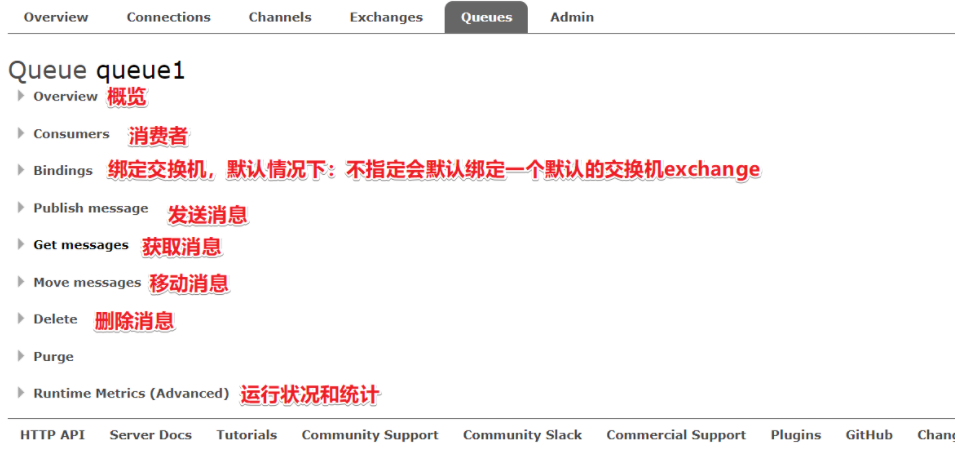 Overview Connections Channels Exchanges Queues Admin
Queue queue1
Overview 概览
Consumers 消费者
Bindings 绑定交换机，默认情况下：不指定会默认绑定一个默认的交换机exchange
Publish message 发送消息
Get messages 获取消息
Move messages 移动消息
Delete 删除消息
Purge
Runtime Metrics (Advanced) 运行状况和统计
HTTP API Server Docs Tutorials Community Support Community Slack Commercial Support Plugins GitHub Chang